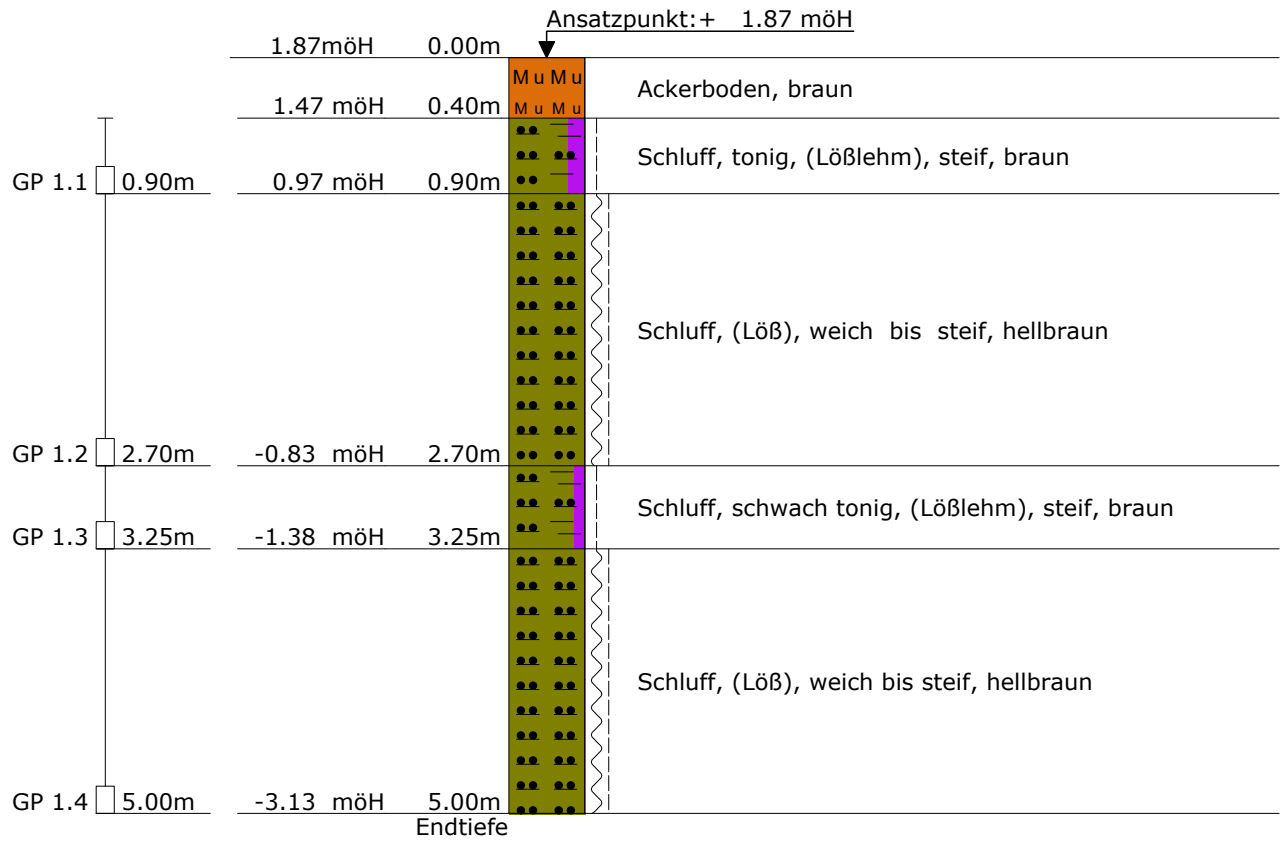 Ansatzpunkt:+ 1.87 möH
1.87möH 0.00m
M u M u
Ackerboden, braun
1.47 möH 0.40m M u M u
Schluff, tonig, (Lößlehm), steif, braun
GP 1.1 0.90m 0.97 möH 0.90m
Schluff, (Löß), weich bis steif, hellbraun
GP 1.2 2.70m -0.83 möH 2.70m
Schluff, schwach tonig, (Lößlehm), steif, braun
GP 1.3 3.25m -1.38 möH 3.25m
Schluff, (Löß), weich bis steif, hellbraun
GP 1.4 5.00m -3.13 möH 5.00m
Endtiefe